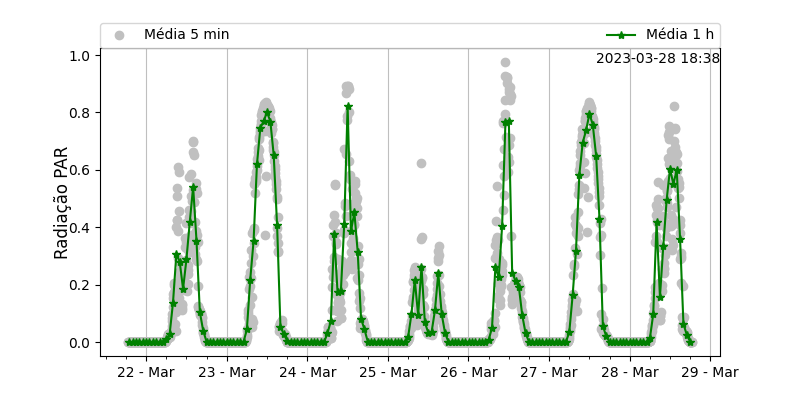 Média 5 min
Média 1 h
2023-03-28 18:38
Radiação PAR
1.0
0.8
0.6
0.4
0.2
0.0
22 - Mar
23 - Mar
24 - Mar
25 - Mar
26 - Mar
27 - Mar
28 - Mar
29 - Mar